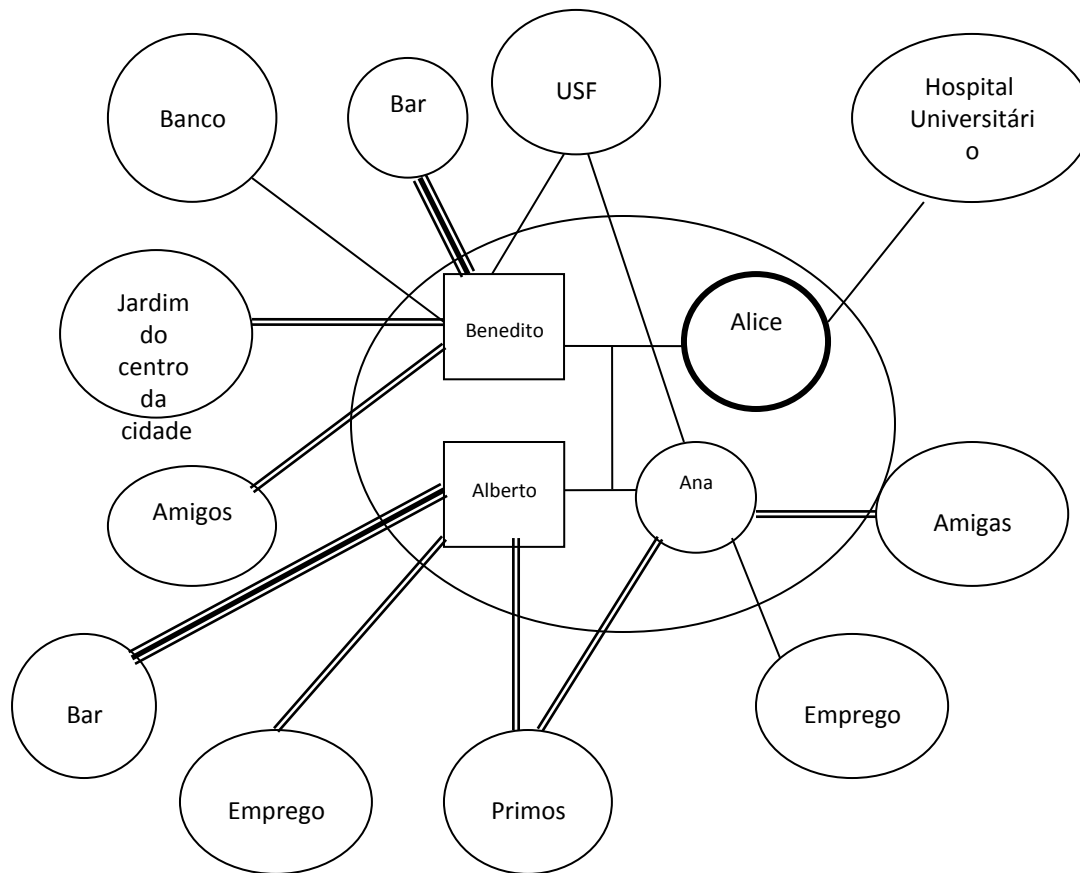 USF
Hospital
Universitári
o
Bar
Banco
Jardim
do
centro
da
cidade
Benedito
Alice
Amigos
Alberto
Ana
Amigas
Bar
Emprego
Primos
Emprego